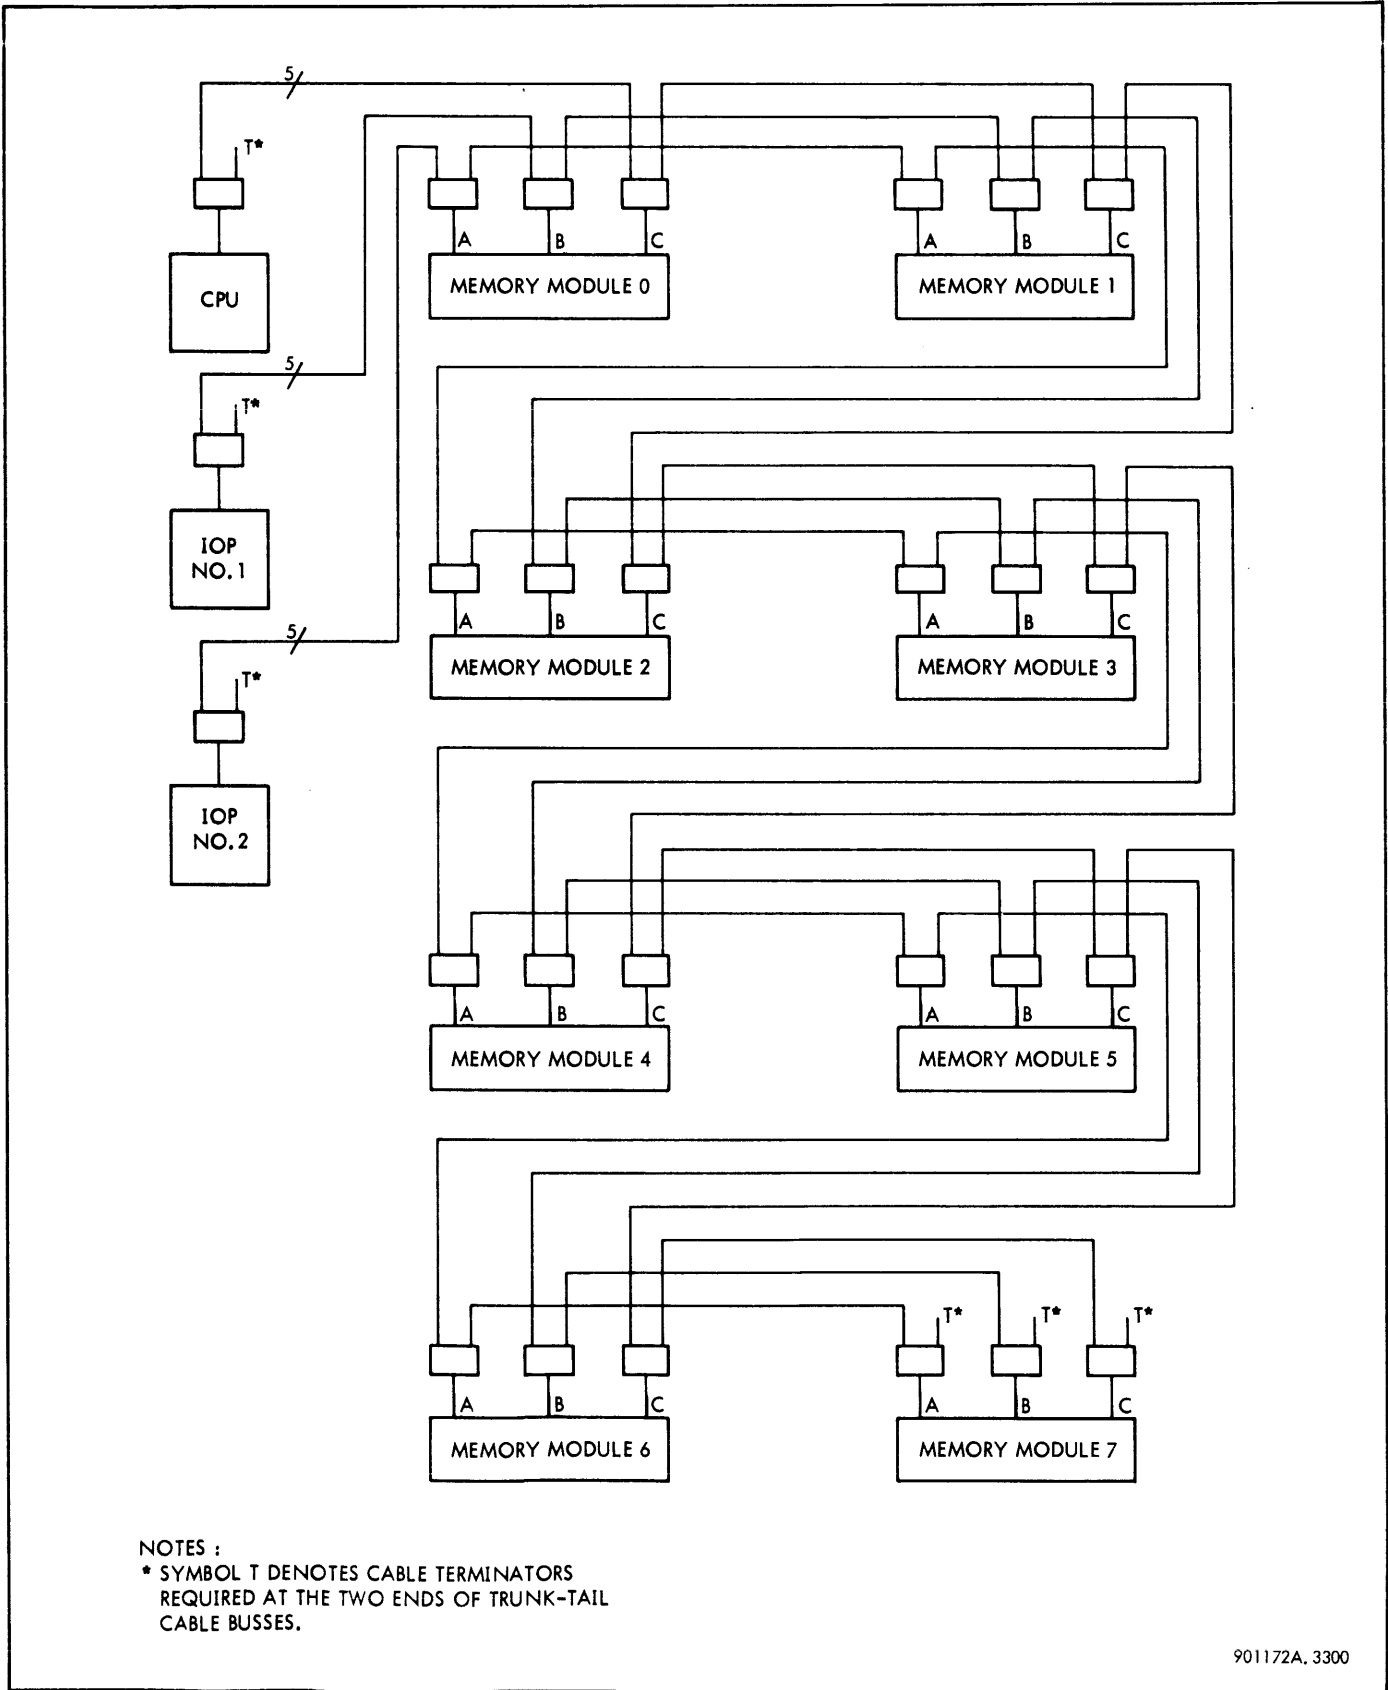 5
T*
A B C
A B C
CPU
MEMORY MODULE 0
MEMORY MODULE 1
5
T*
IOP
NO.1
A B C
A B C
MEMORY MODULE 2
MEMORY MODULE 3
5
T*
IOP
NO.2
A B C
A B C
MEMORY MODULE 4
MEMORY MODULE 5
T* T* T*
A B C
A B C
MEMORY MODULE 6
MEMORY MODULE 7
NOTES :
* SYMBOL T DENOTES CABLE TERMINATORS
REQUIRED AT THE TWO ENDS OF TRUNK-TAIL
CABLE BUSSES.
901172A. 3300